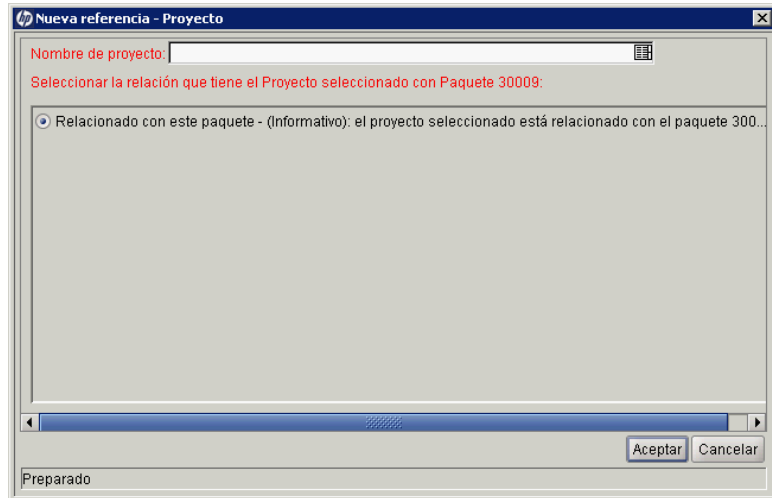 hp Nueva referencia - Proyecto
Nombre de proyecto:
Seleccionar la relación que tiene el Proyecto seleccionado con Paquete 30009:
Relacionado con este paquete - (Informativo): el proyecto seleccionado está relacionado con el paquete 300...
Aceptar Cancelar
Preparado